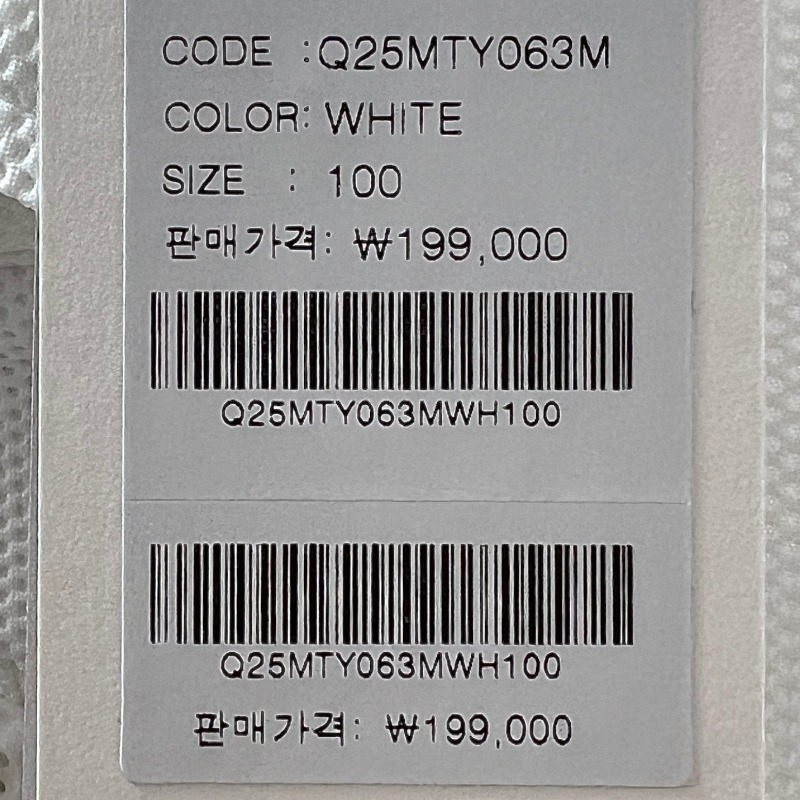 CODE :Q25MTY063M
COLOR: WHITE
SIZE : 100
판매가격: ₩199,000
Q25MTY063MWH100
Q25MTY063MWH100
판매가격: ₩199,000